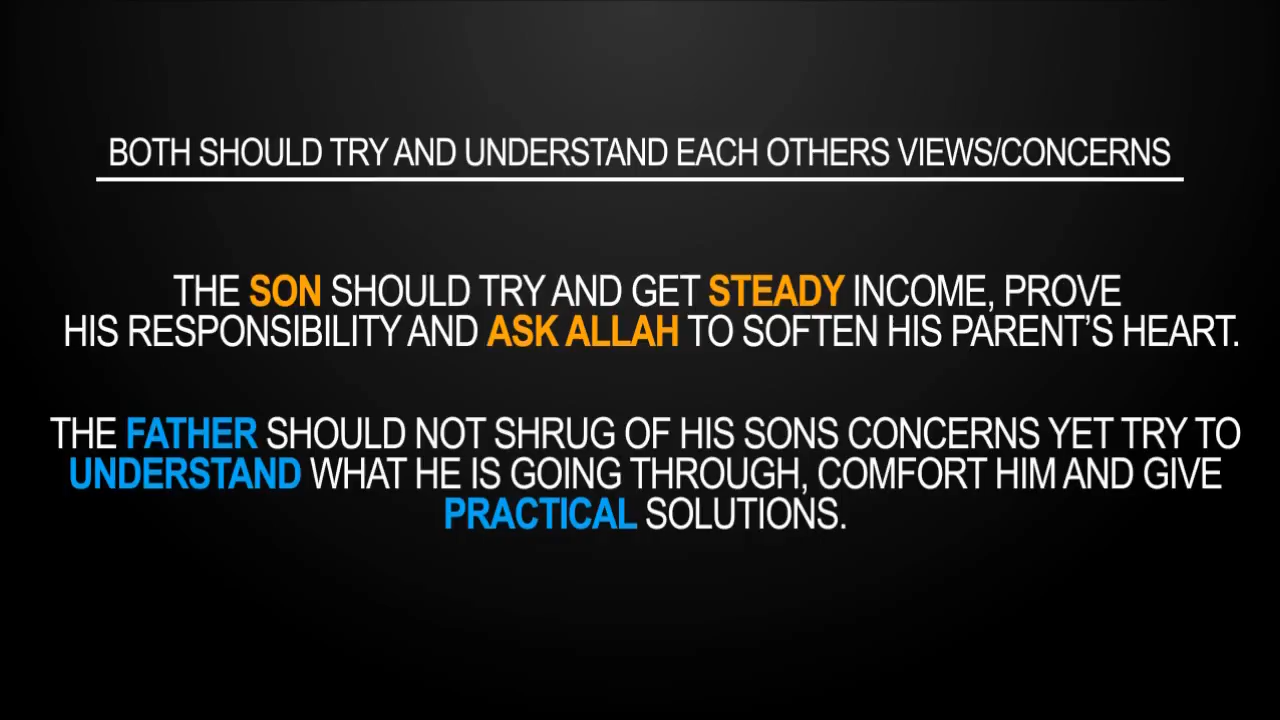 BOTH SHOULD TRY AND UNDERSTAND EACH OTHERS VIEWS/CONCERNS
THE SON SHOULD TRY AND GET STEADY INCOME, PROVE
HIS RESPONSIBILITY AND ASK ALLAH TO SOFTEN HIS PARENT'S HEART.
THE FATHER SHOULD NOT SHRUG OF HIS SONS CONCERNS YET TRY TO
UNDERSTAND WHAT HE IS GOING THROUGH, COMFORT HIM AND GIVE
PRACTICAL SOLUTIONS.